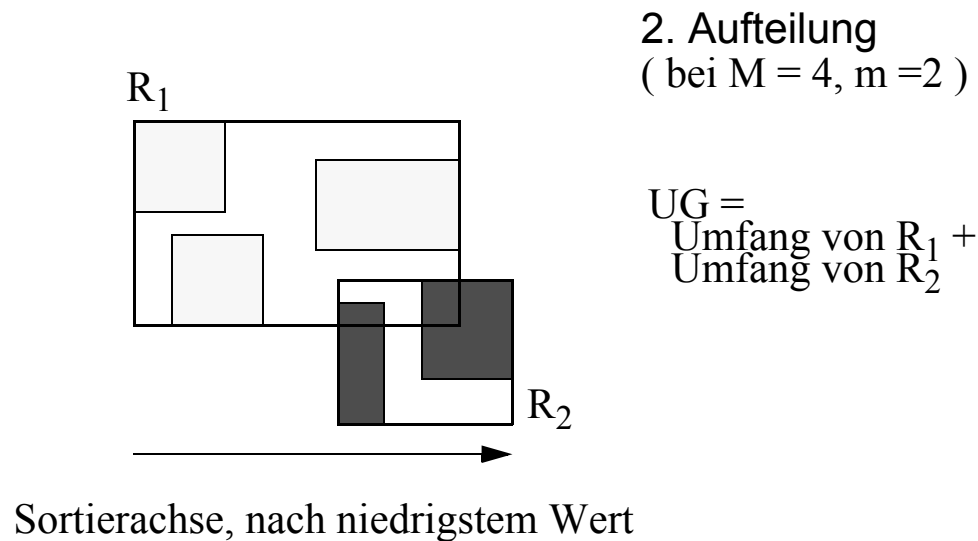 2. Aufteilung
( bei M = 4, m =2 )
R1
UG =
Umfang von R1 +
Umfang von R2
R2
Sortierachse, nach niedrigstem Wert